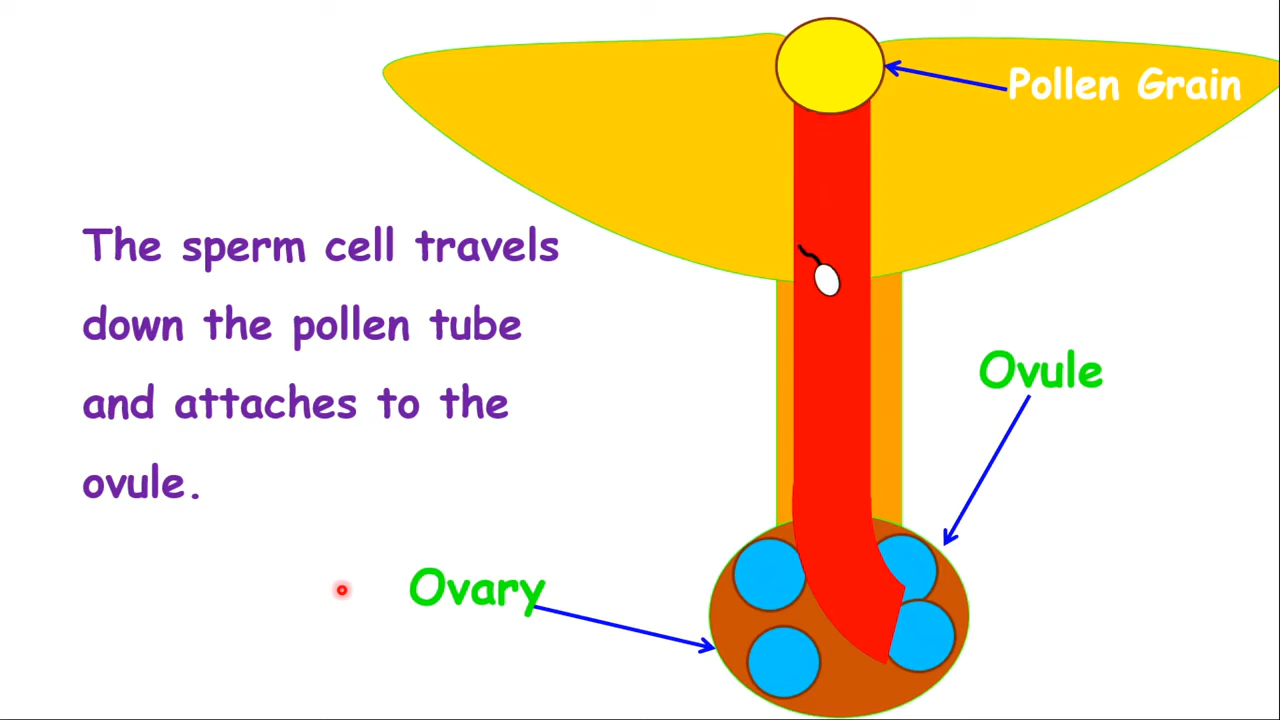 Pollen Grain
The sperm cell travels
down the pollen tube
and attaches to the
ovule.
Ovule
Ovary